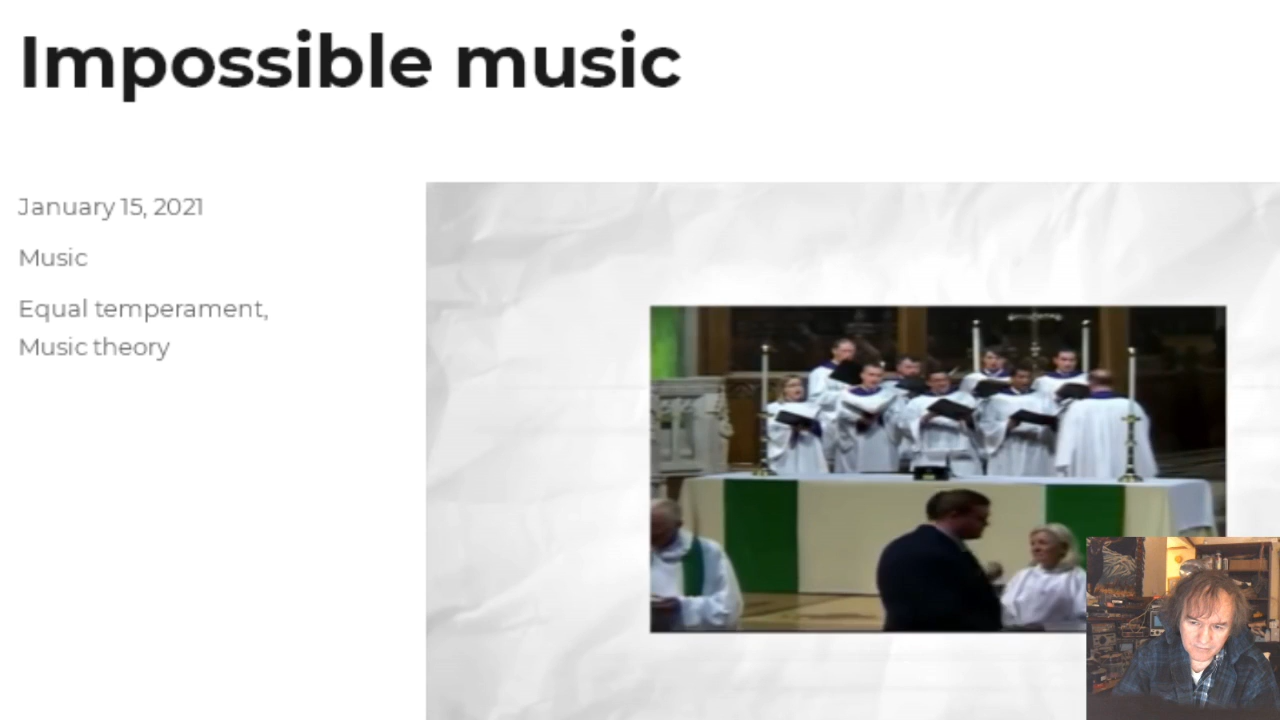 Impossible music
January 15, 2021
Music
Equal temperament,
Music theory